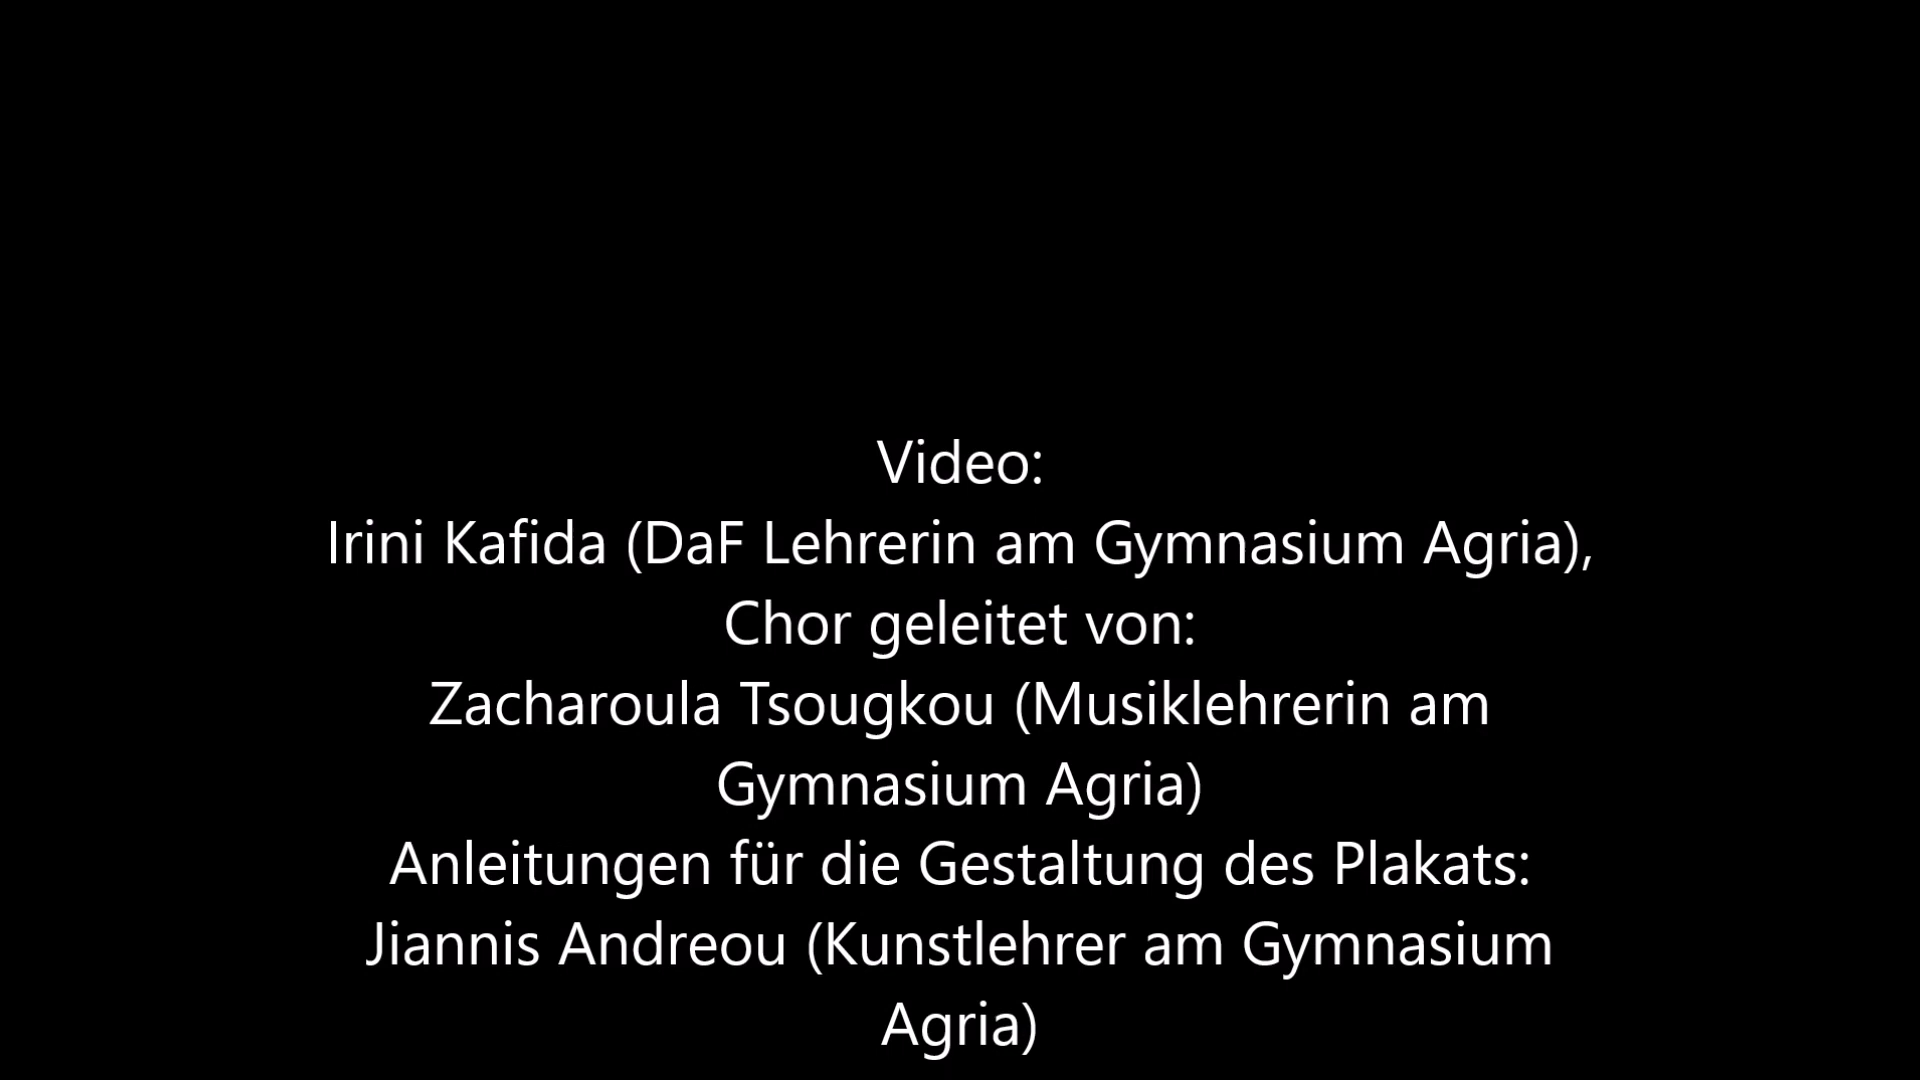 Video:
Irini Kafida (DaF Lehrerin am Gymnasium Agria),
Chor geleitet von:
Zacharoula Tsougkou (Musiklehrerin am
Gymnasium Agria)
Anleitungen für die Gestaltung des Plakats:
Jiannis Andreou (Kunstlehrer am Gymnasium
Agria)